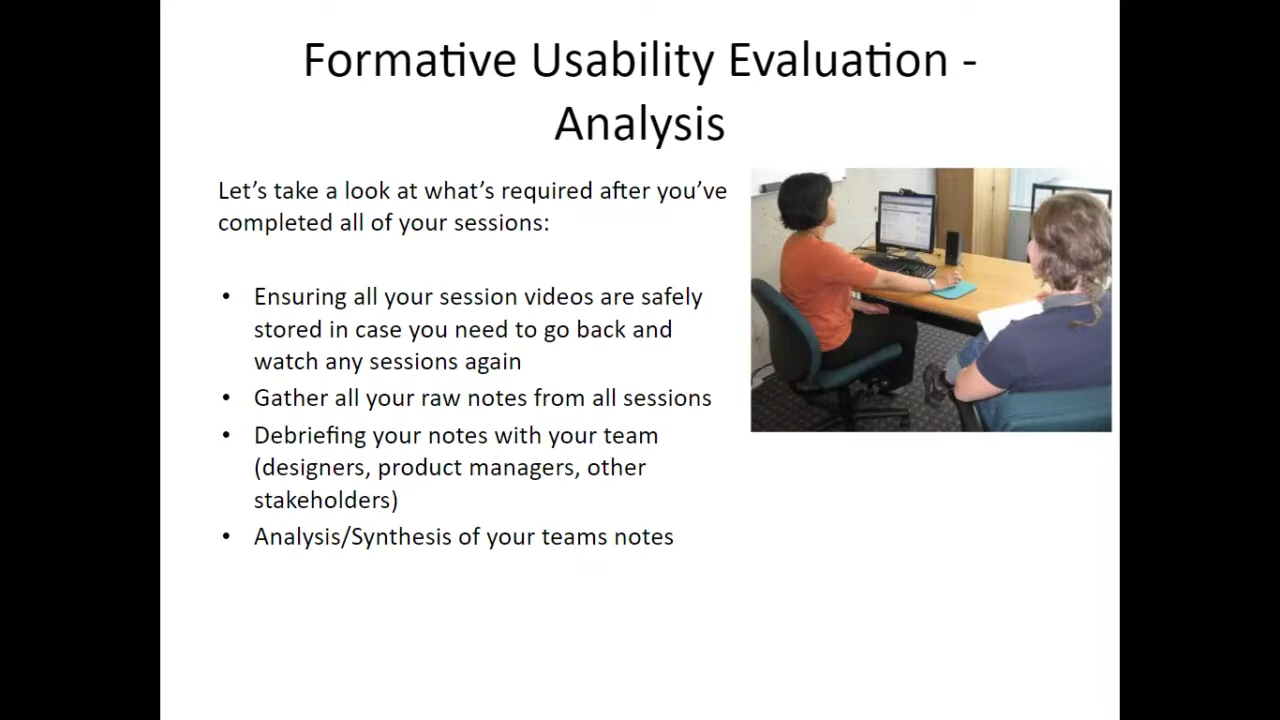 Formative Usability Evaluation -
Analysis
Let's take a look at what's required after you've
completed all of your sessions:
• Ensuring all your session videos are safely
stored in case you need to go back and
watch any sessions again
• Gather all your raw notes from all sessions
• Debriefing your notes with your team
(designers, product managers, other
stakeholders)
• Analysis/Synthesis of your teams notes